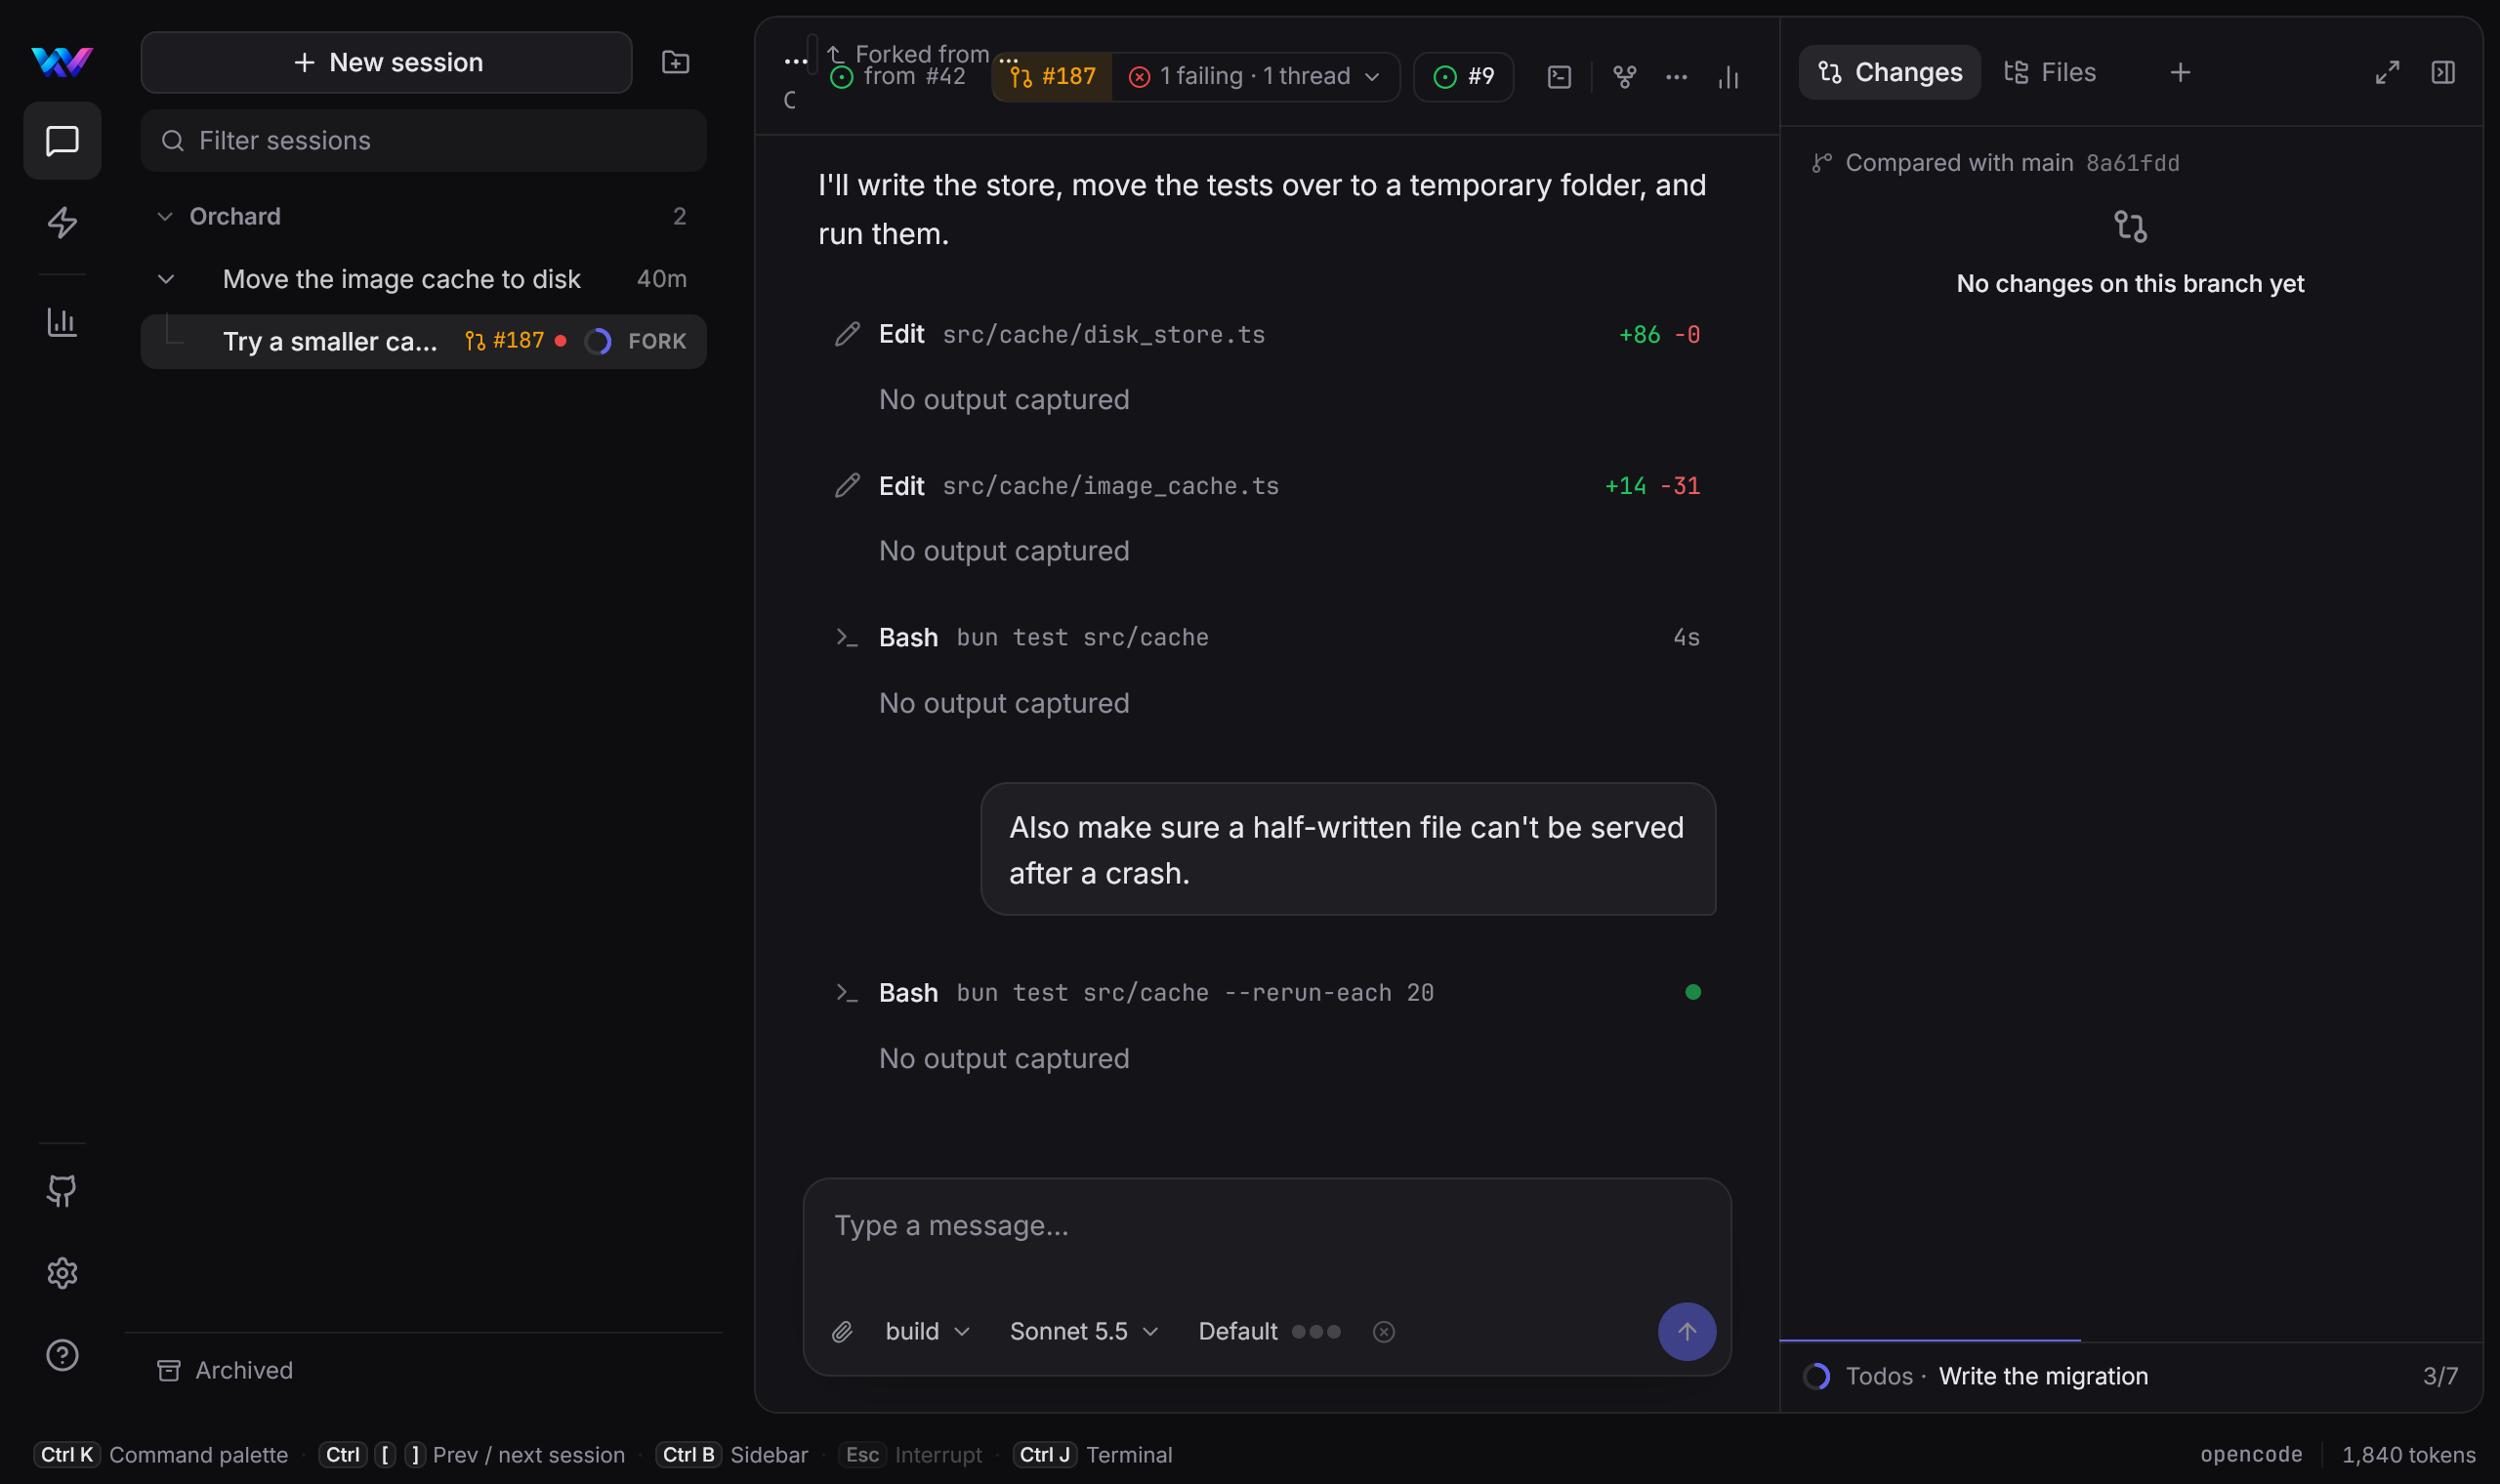 New session
Filter sessions
Orchard 2
Move the image cache to disk 40m
Try a smaller ca... #187 FORK
Archived
... Forked from ...
from #42 #187 1 failing · 1 thread #9
I'll write the store, move the tests over to a temporary folder, and
run them.
Edit src/cache/disk_store.ts +86 -0
No output captured
Edit src/cache/image_cache.ts +14 -31
No output captured
Bash bun test src/cache 4s
No output captured
Also make sure a half-written file can't be served
after a crash.
Bash bun test src/cache --rerun-each 20
No output captured
Type a message...
build Sonnet 5.5 Default
Changes Files
Compared with main 8a61fdd
No changes on this branch yet
Todos · Write the migration 3/7
Ctrl K Command palette · Ctrl [ ] Prev / next session · Ctrl B Sidebar · Esc Interrupt · Ctrl J Terminal
opencode 1,840 tokens